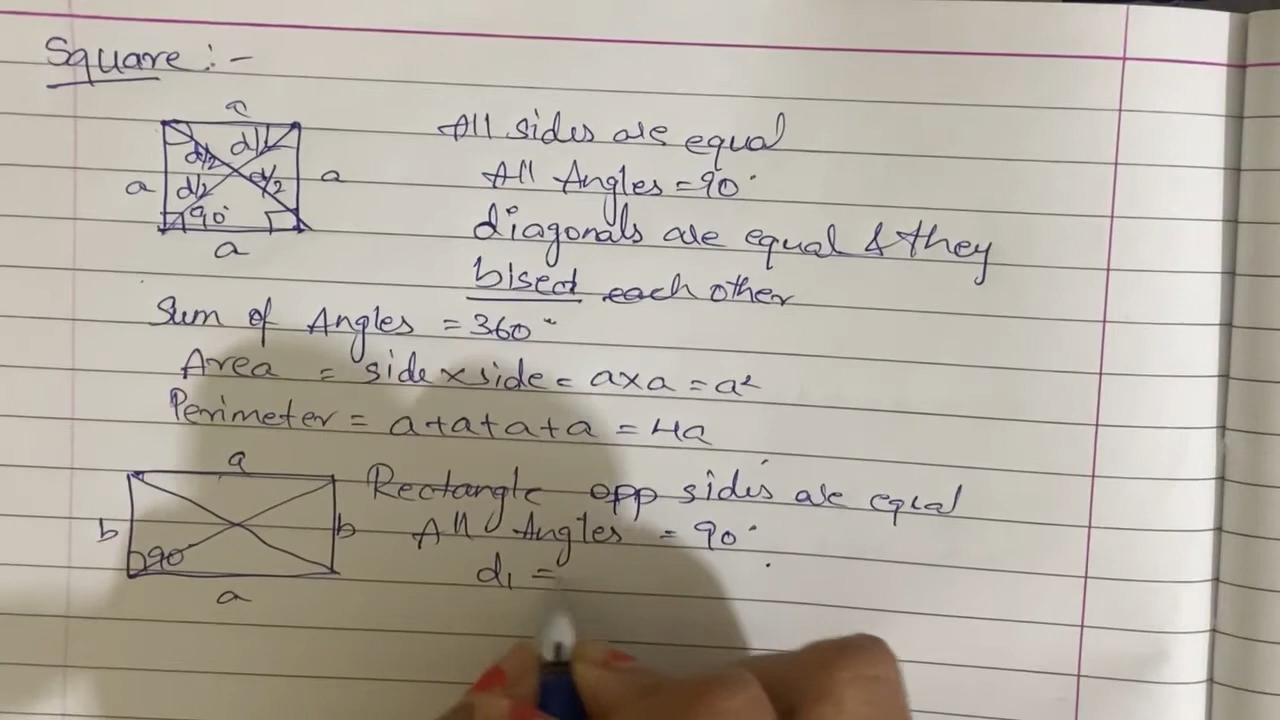 Square :-
a
a
d/2
d/2
d/2
d/2
a
90°
a
All sides are equal
All Angles = 90°
diagonals are equal & they
bisect each other
Sum of Angles = 360°
Area = side x side = a x a = a²
Perimeter = a+a+a+a = 4a
a
b
b
90
a
Rectangle opp sides are equal
All Angles = 90°
d₁ =